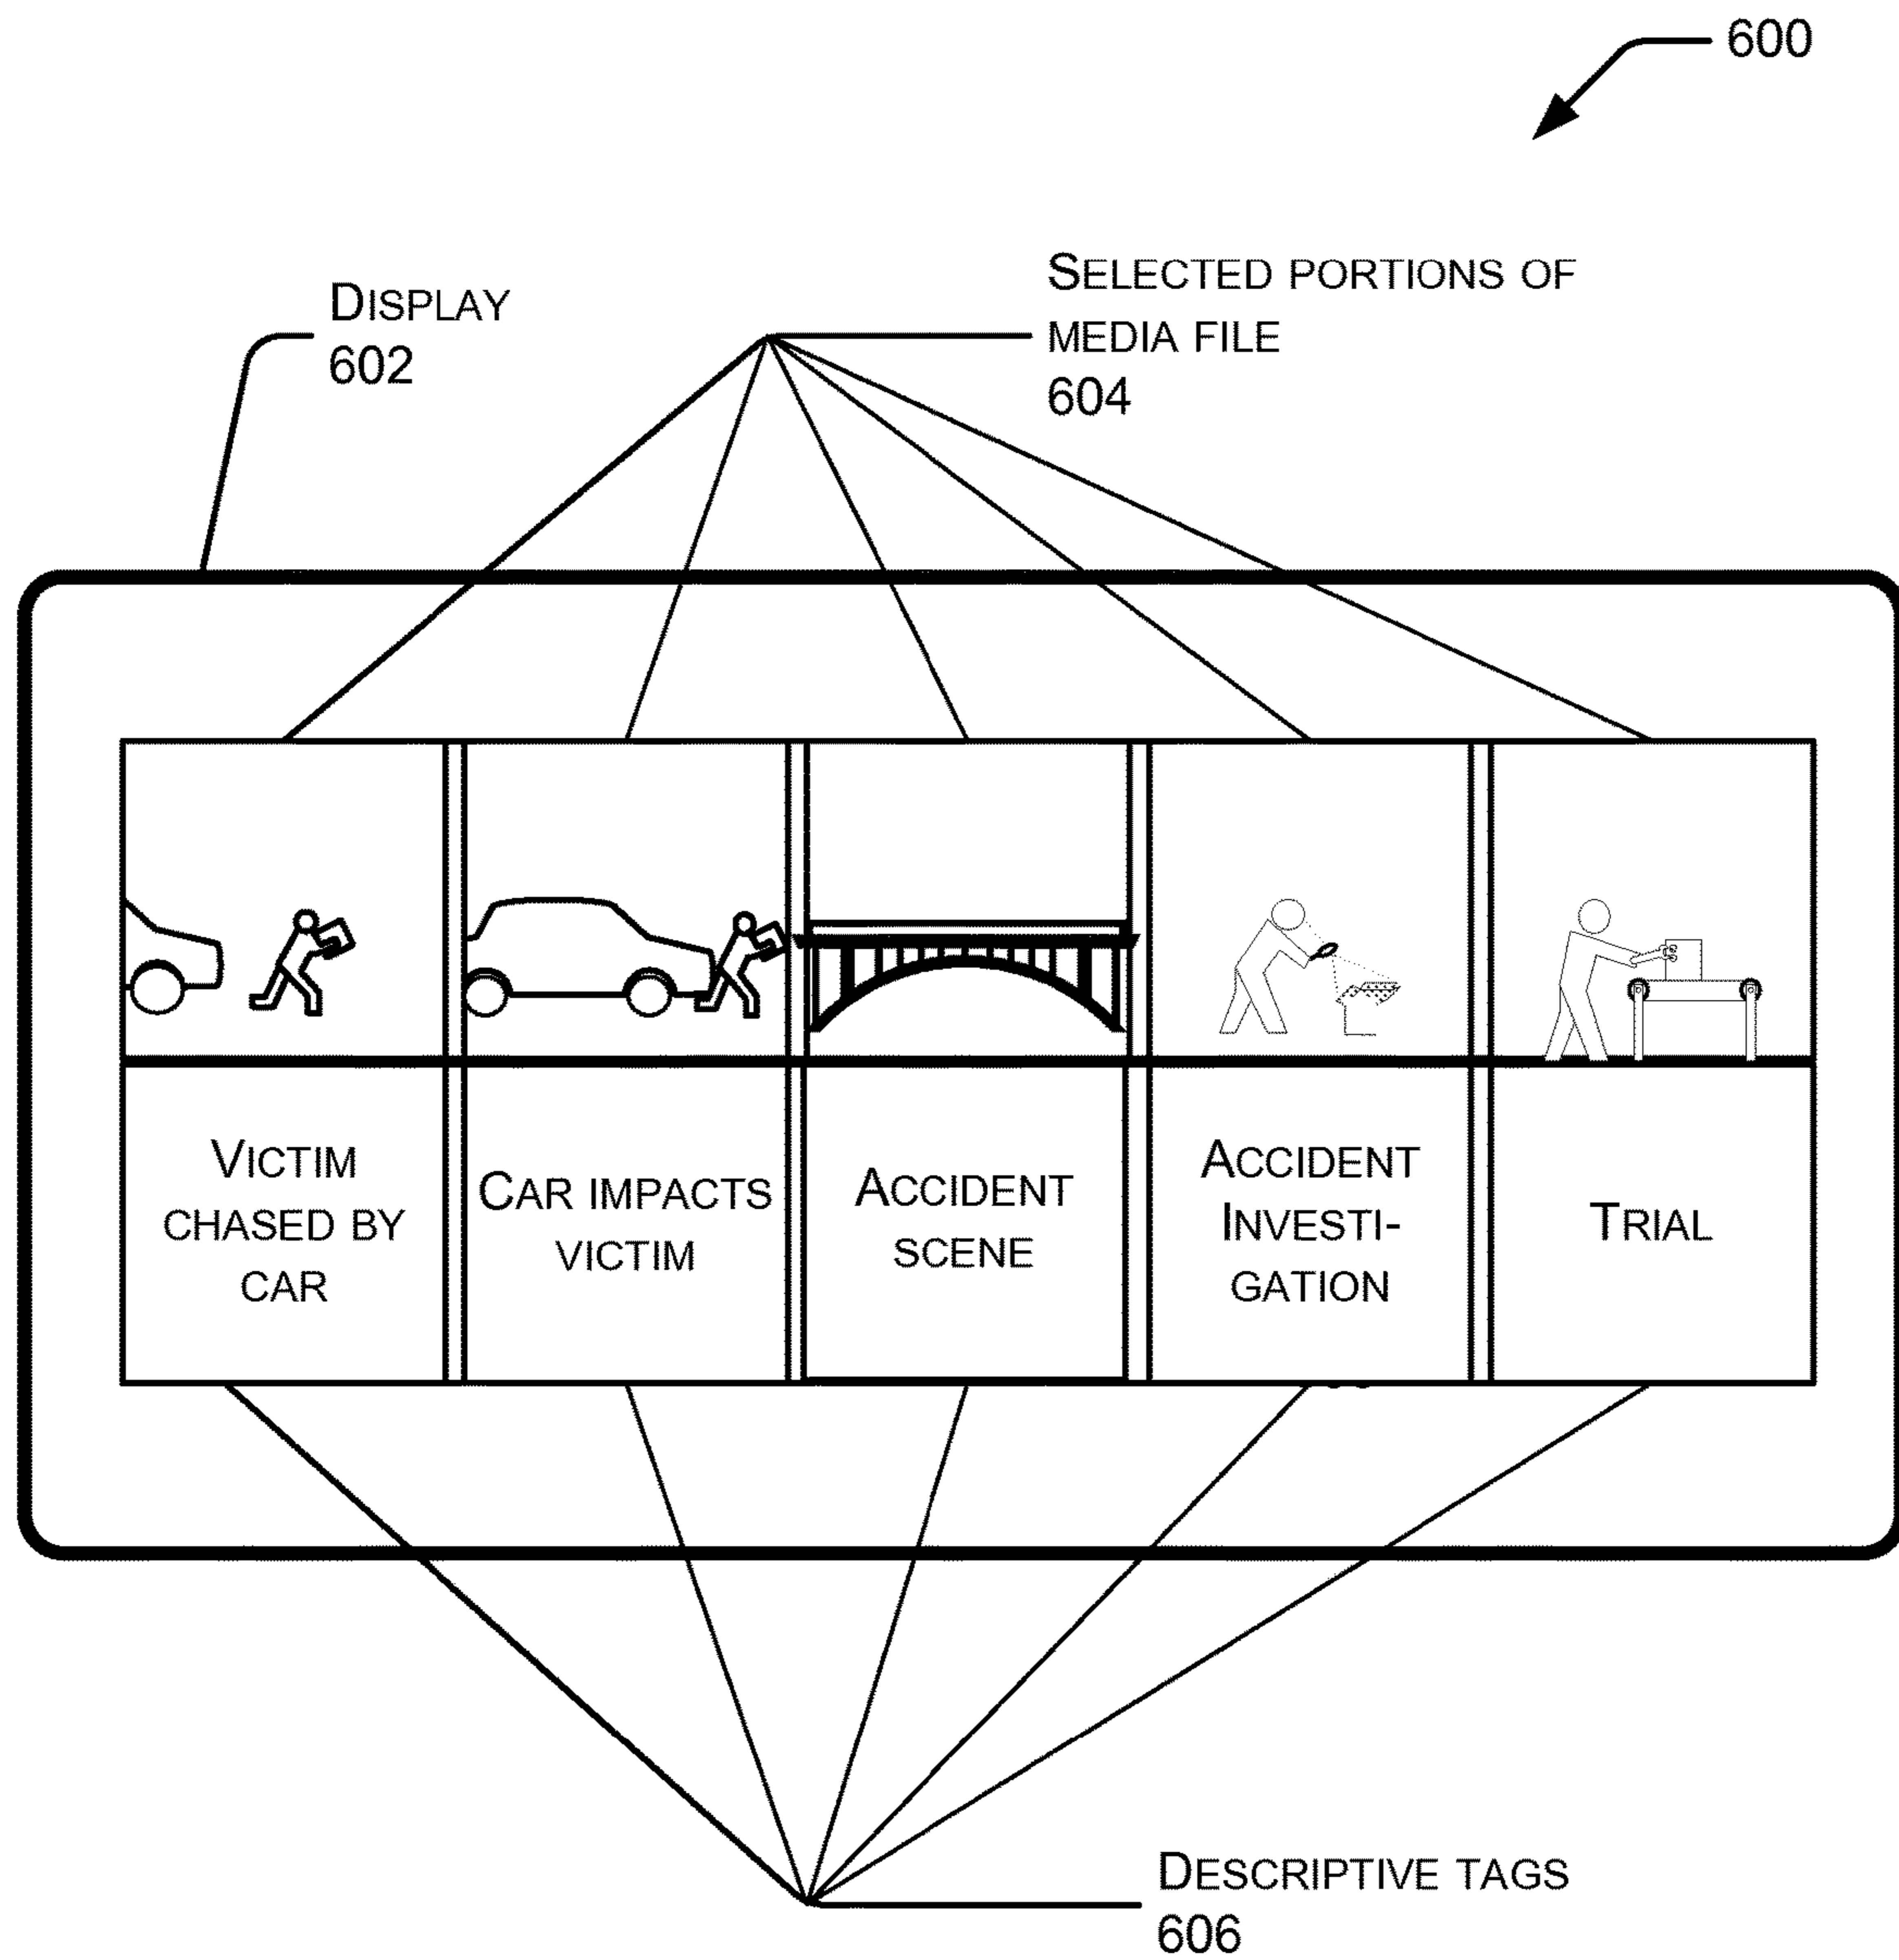 600
DISPLAY
602
SELECTED PORTIONS OF
MEDIA FILE
604
VICTIM
CHASED BY
CAR
CAR IMPACTS
VICTIM
ACCIDENT
SCENE
ACCIDENT
INVESTI-
GATION
TRIAL
DESCRIPTIVE TAGS
606